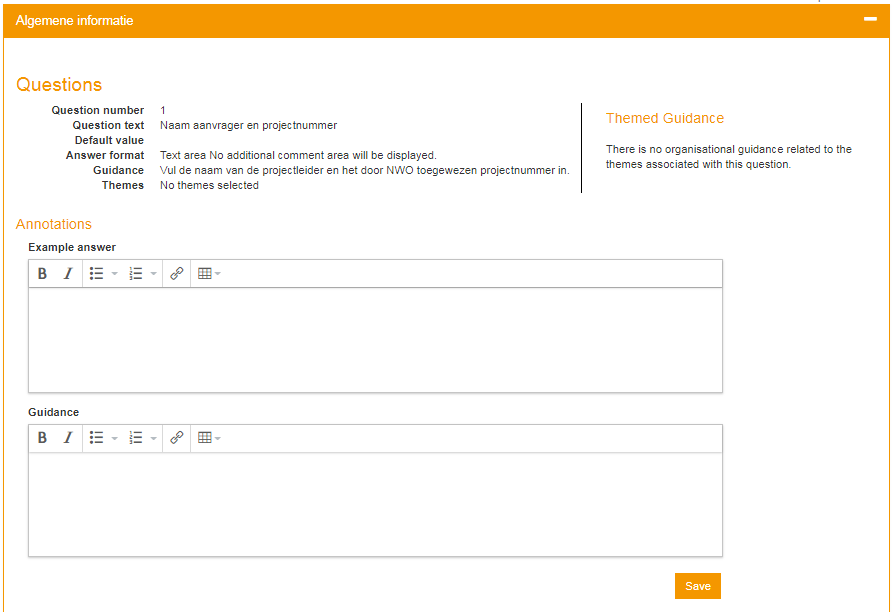 Algemene informatie
Questions
Question number 1
Question text Naam aanvrager en projectnummer
Default value
Answer format Text area No additional comment area will be displayed.
Guidance Vul de naam van de projectleider en het door NWO toegewezen projectnummer in.
Themes No themes selected
Themed Guidance
There is no organisational guidance related to the
themes associated with this question.
Annotations
Example answer
B I
Guidance
B I
Save